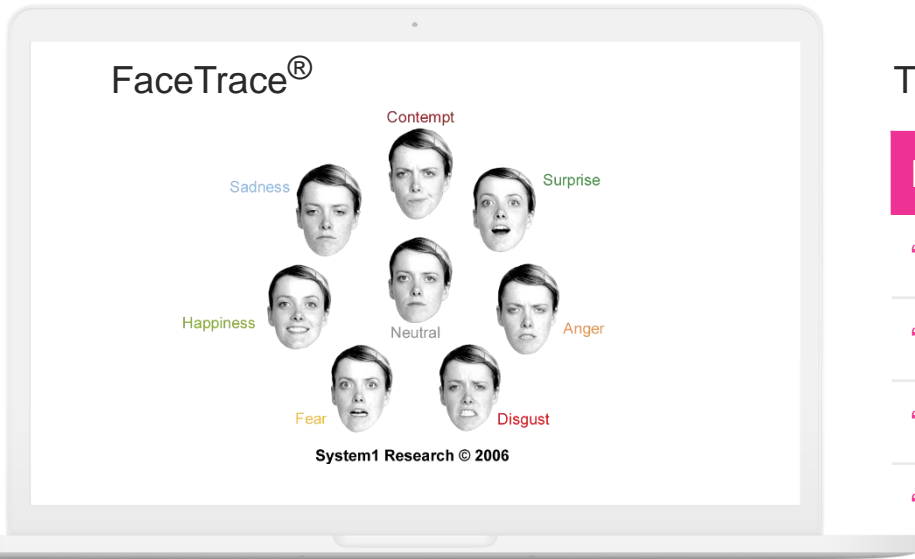 FaceTrace®
Contempt
Sadness
Surprise
Happiness
Neutral
Anger
Fear
Disgust
System1 Research © 2006
T